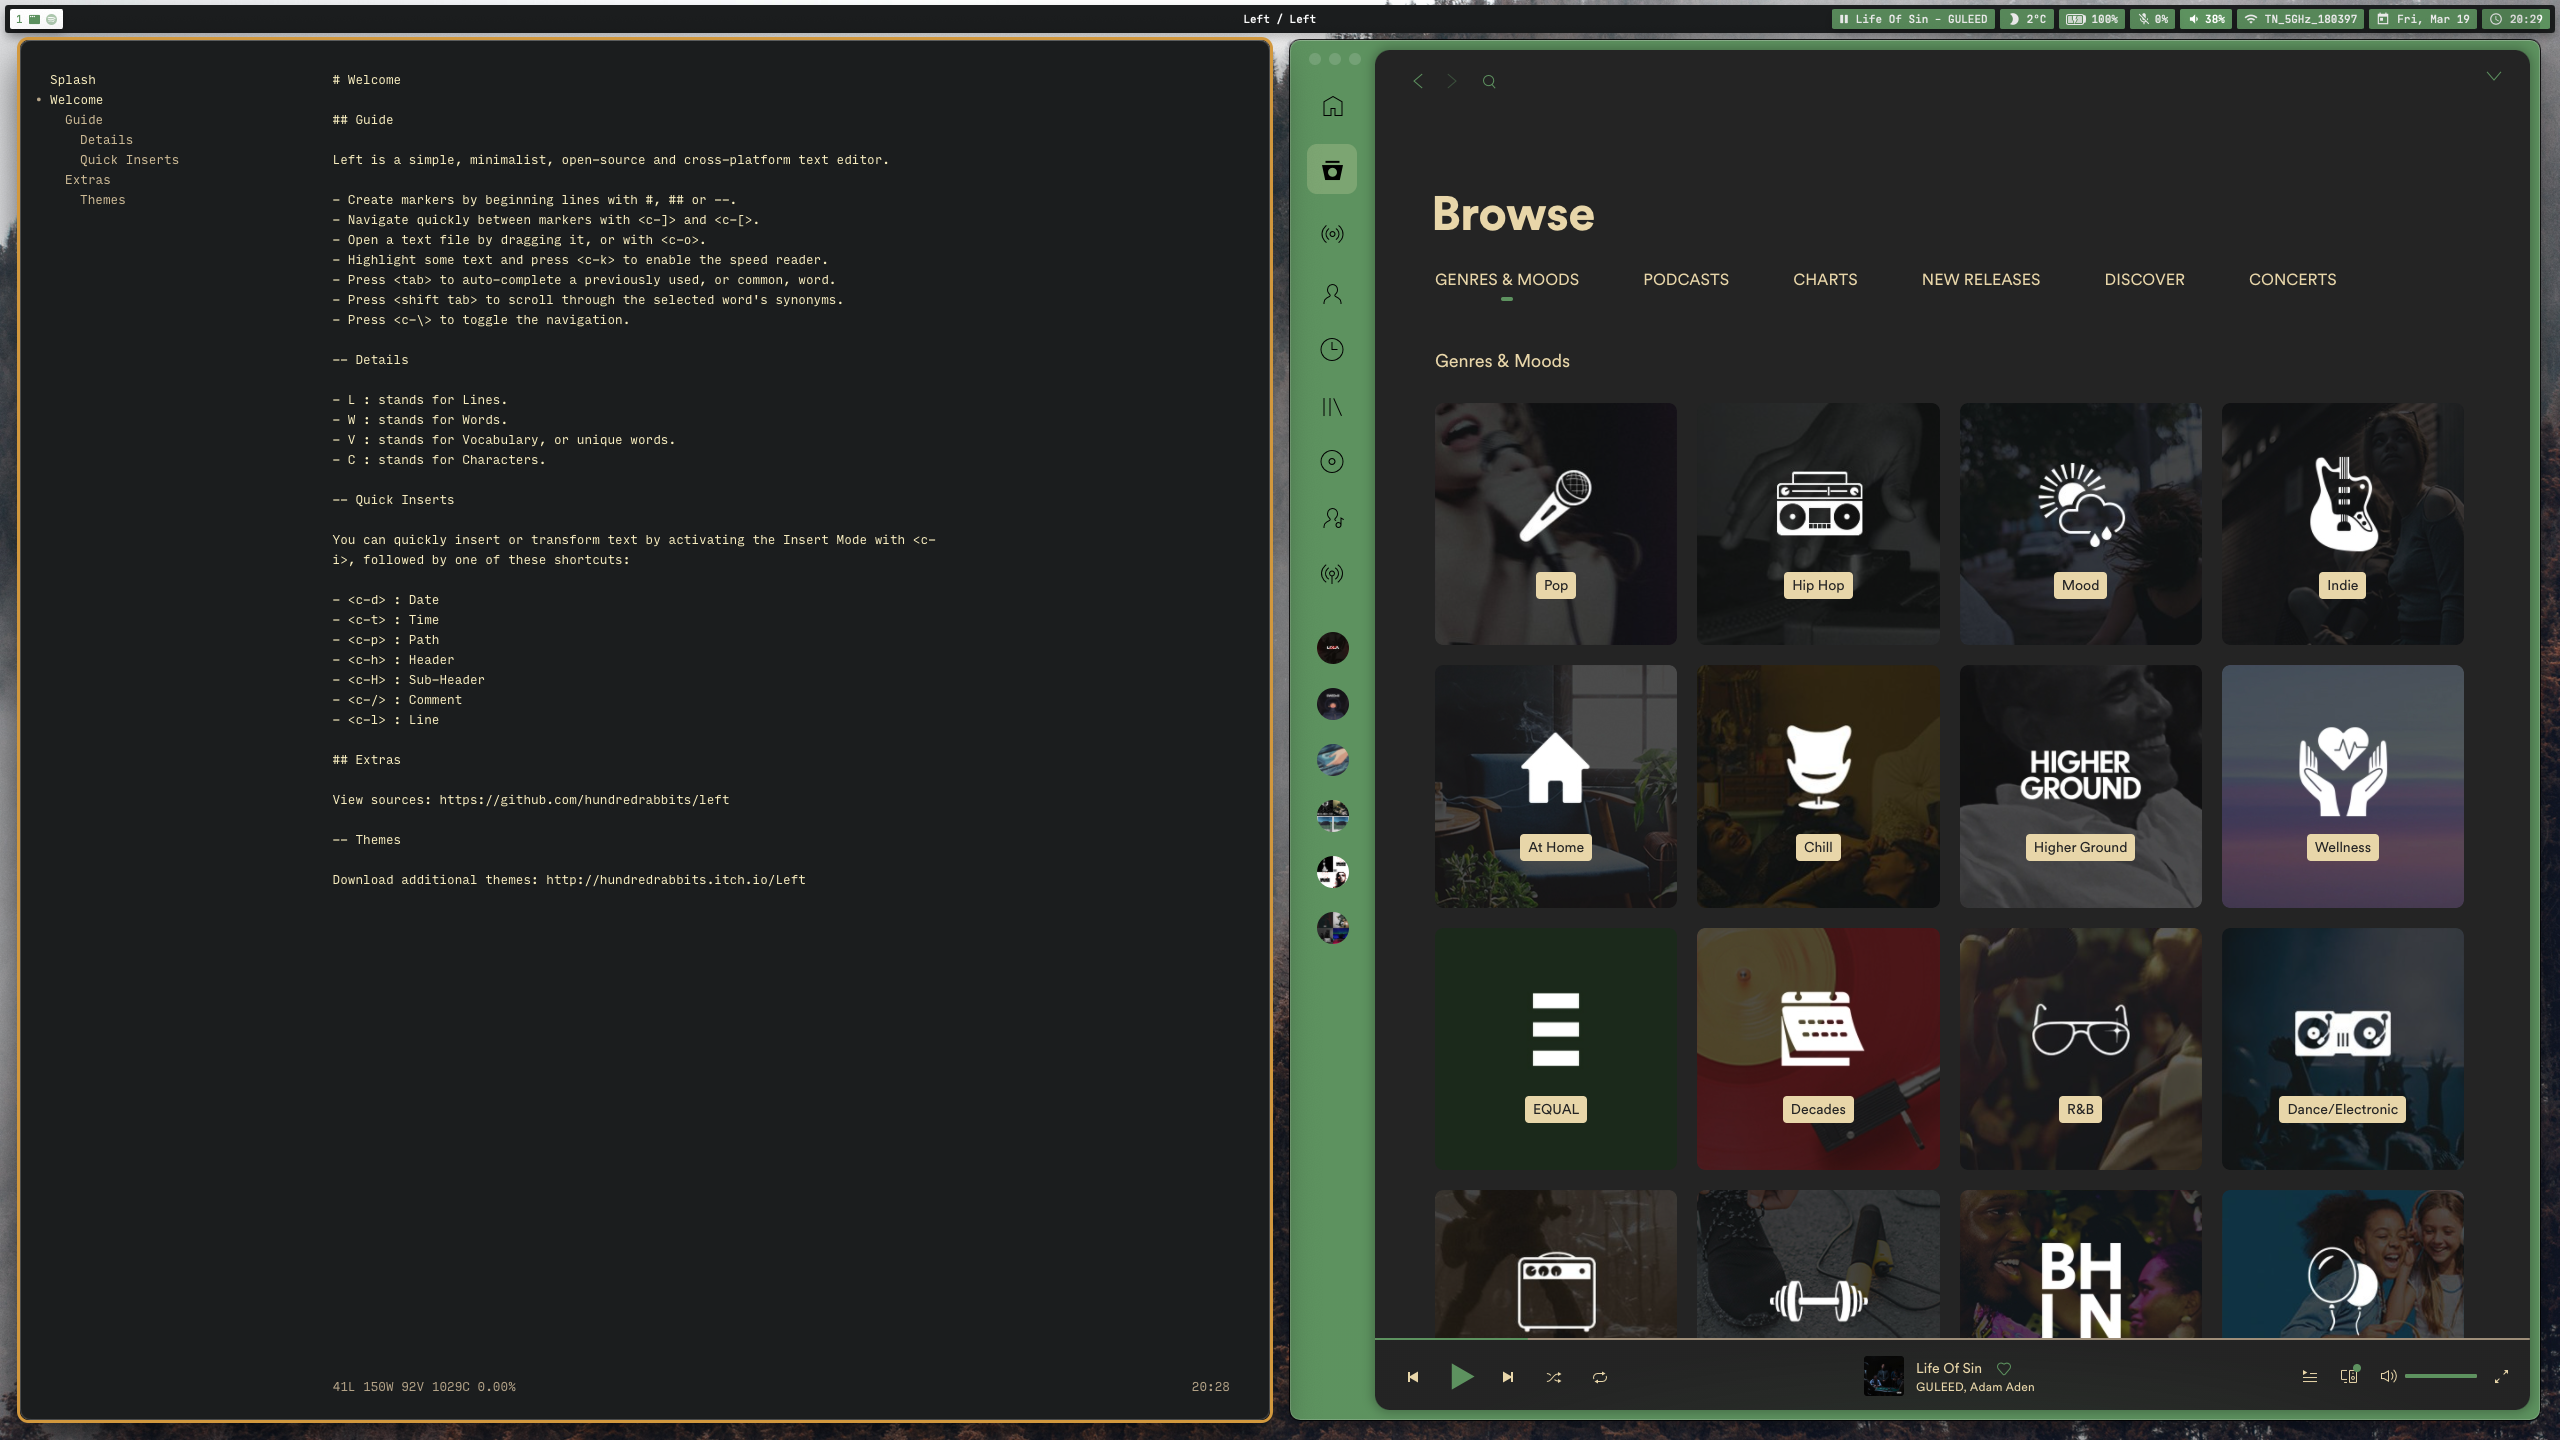 1
Left / Left
Life Of Sin - GULEED
2°C
100%
0%
38%
TN_5GHz_180397
Fri, Mar 19
20:29
Splash
• Welcome
Guide
Details
Quick Inserts
Extras
Themes
# Welcome
## Guide
Left is a simple, minimalist, open-source and cross-platform text editor.
- Create markers by beginning lines with #, ## or --.
- Navigate quickly between markers with <c-]> and <c-[>.
- Open a text file by dragging it, or with <c-o>.
- Highlight some text and press <c-k> to enable the speed reader.
- Press <tab> to auto-complete a previously used, or common, word.
- Press <shift tab> to scroll through the selected word's synonyms.
- Press <c-\> to toggle the navigation.
-- Details
- L : stands for Lines.
- W : stands for Words.
- V : stands for Vocabulary, or unique words.
- C : stands for Characters.
-- Quick Inserts
You can quickly insert or transform text by activating the Insert Mode with <c-
i>, followed by one of these shortcuts:
- <c-d> : Date
- <c-t> : Time
- <c-p> : Path
- <c-h> : Header
- <c-H> : Sub-Header
- <c-/> : Comment
- <c-l> : Line
## Extras
View sources: https://github.com/hundredrabbits/left
-- Themes
Download additional themes: http://hundredrabbits.itch.io/Left
41L 150W 92V 1029C 0.00%
20:28
Browse
GENRES & MOODS
PODCASTS
CHARTS
NEW RELEASES
DISCOVER
CONCERTS
Genres & Moods
Pop
Hip Hop
Mood
Indie
At Home
Chill
HIGHER
GROUND
Higher Ground
Wellness
EQUAL
Decades
R&B
Dance/Electronic
BH
LN
Life Of Sin
GULEED, Adam Aden